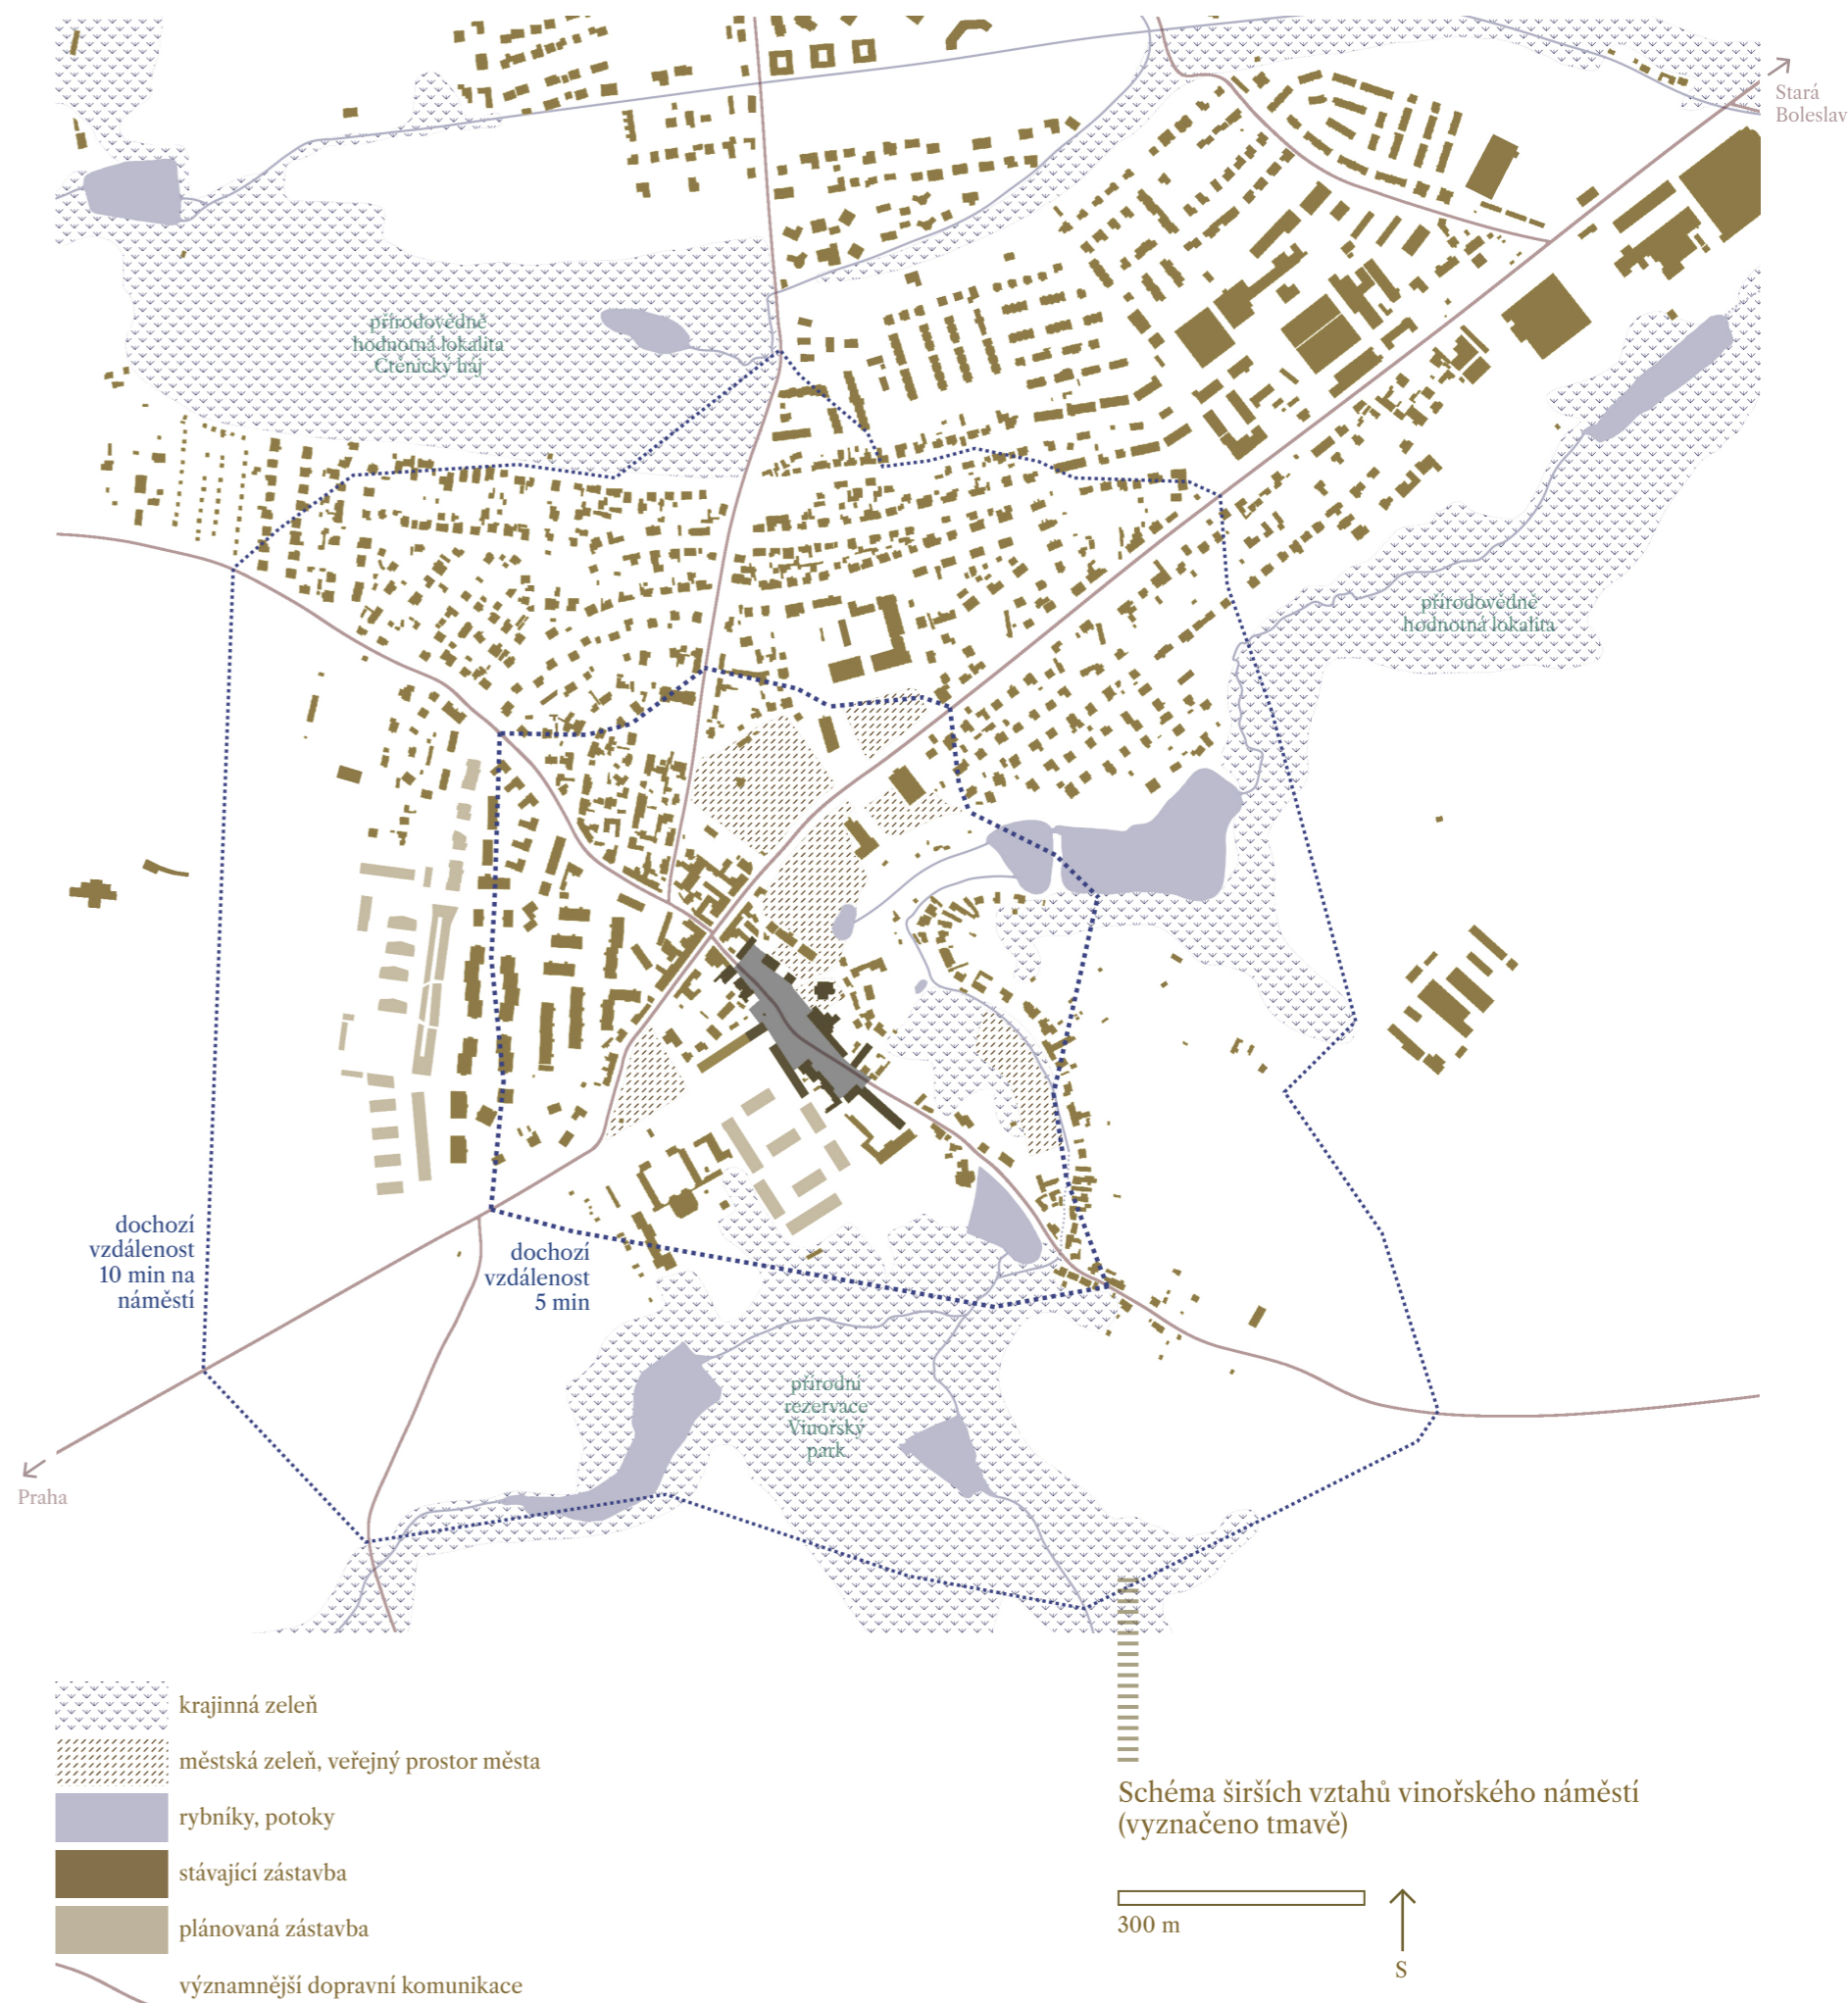 Stará
Boleslav
přírodovědně
hodnotná lokalita
Ctěnický háj
přírodovědně
hodnotná lokalita
dochozí
vzdálenost
10 min na
náměstí
dochozí
vzdálenost
5 min
přírodní
rezervace
Vinořský
park
Praha
krajinná zeleň
městská zeleň, veřejný prostor města
rybníky, potoky
stávající zástavba
plánovaná zástavba
významnější dopravní komunikace
Schéma širších vztahů vinořského náměstí
(vyznačeno tmavě)
300 m
S